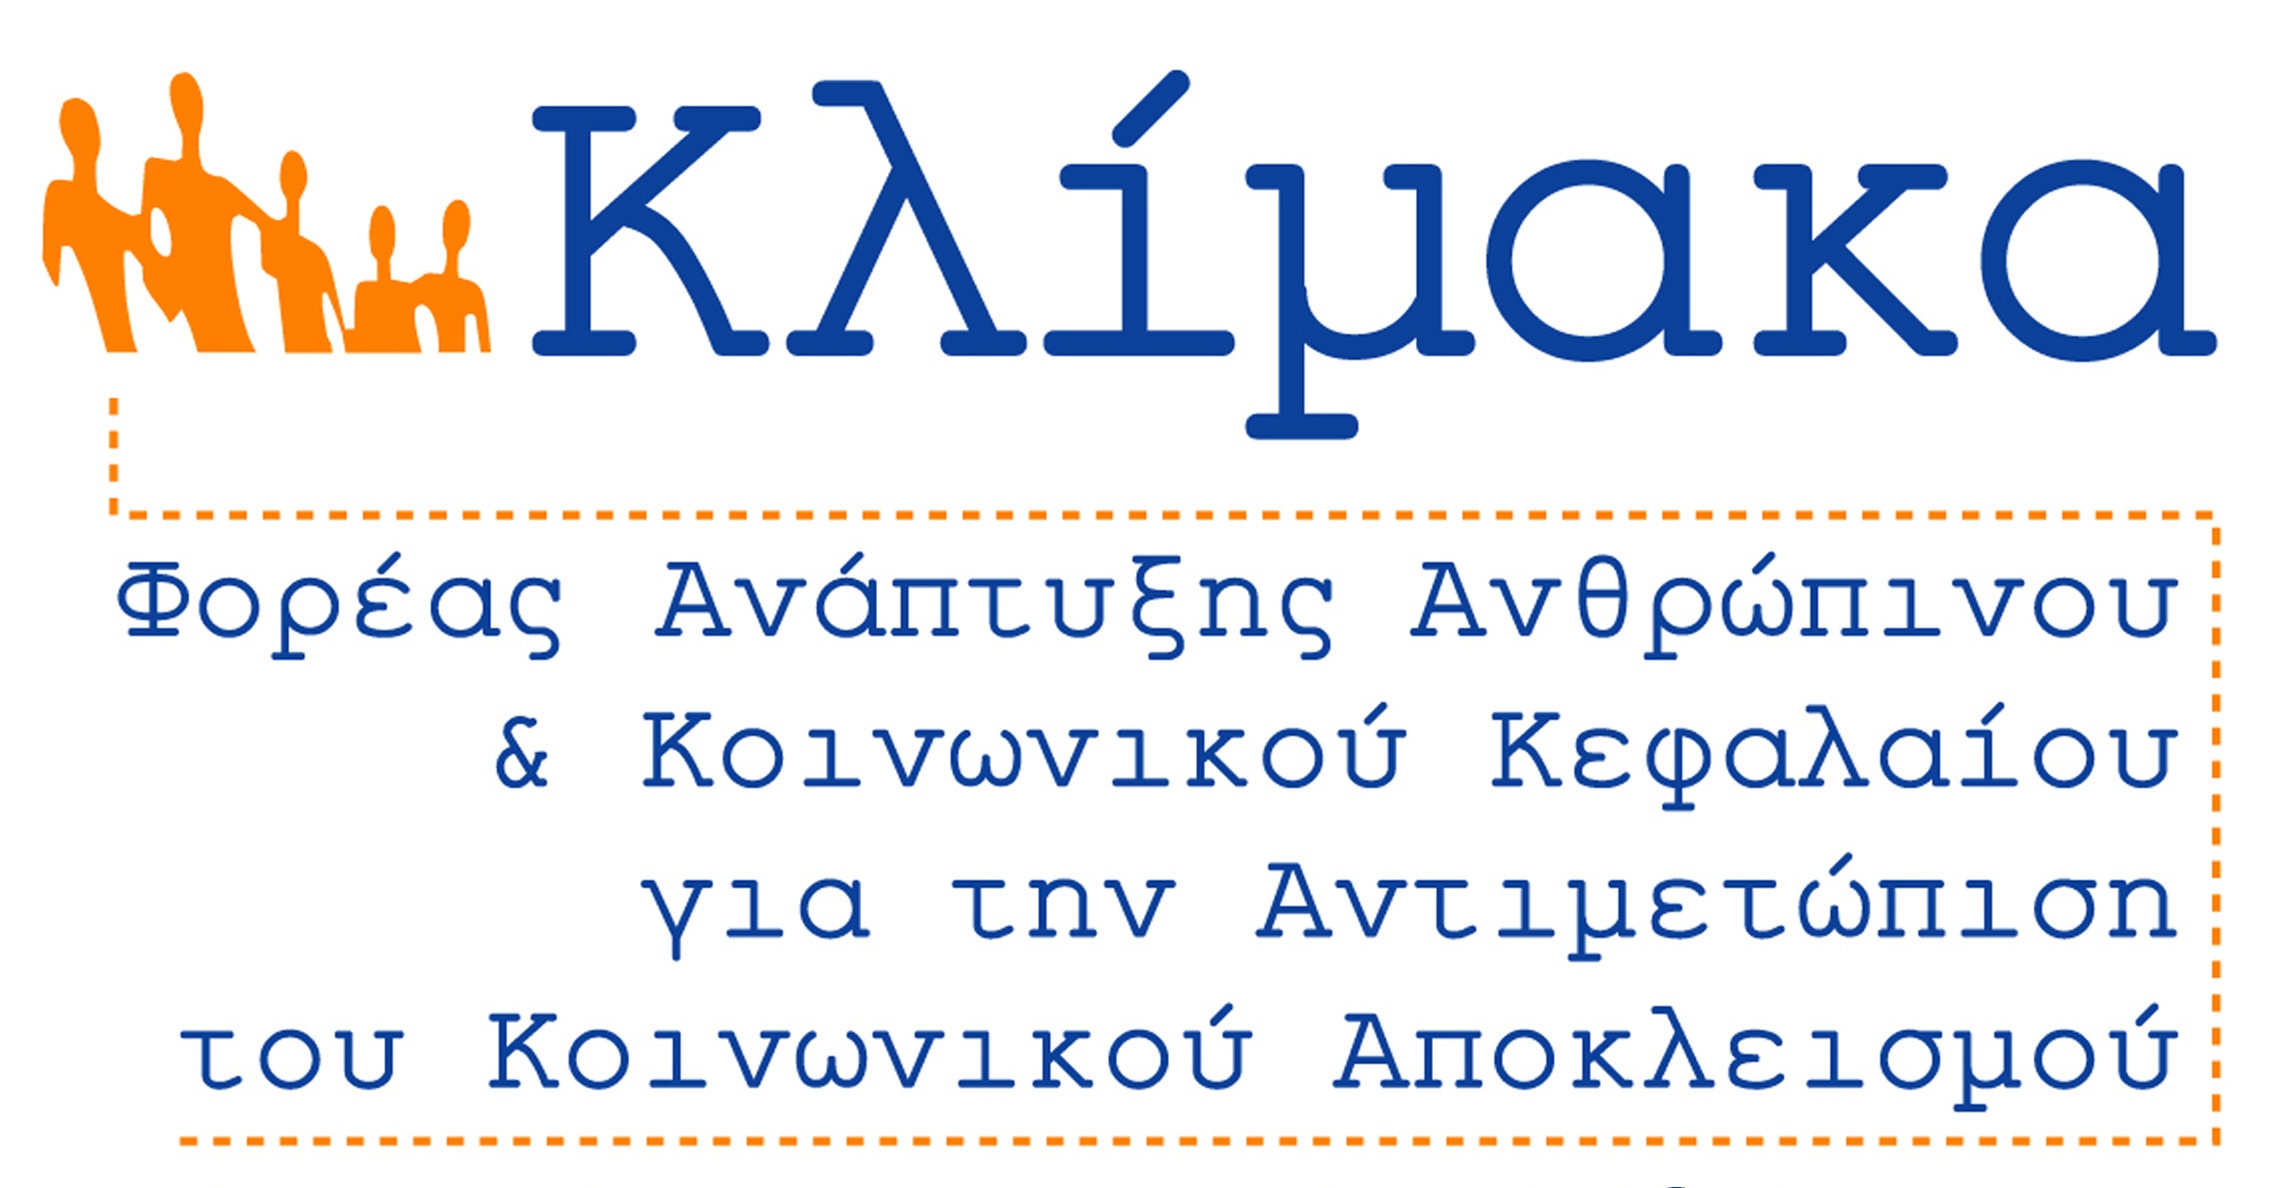 Κλίμακα
Φορέας Ανάπτυξης Ανθρώπινου
& Κοινωνικού Κεφαλαίου
για την Αντιμετώπιση
του Κοινωνικού Αποκλεισμού